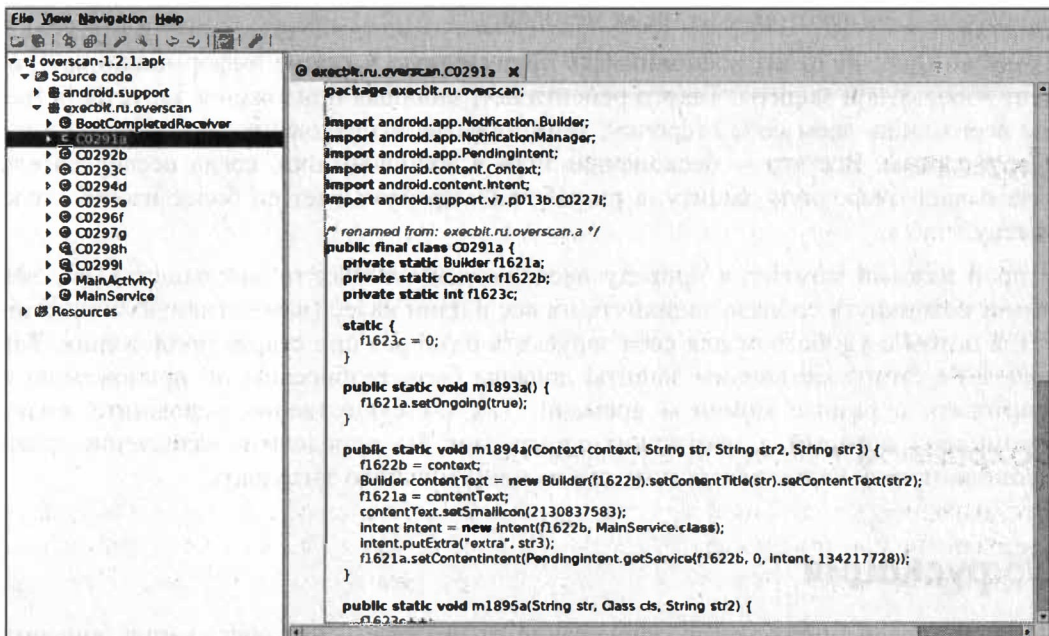 File View Navigation Help
overscan-1.2.1.apk
Source code
android.support
execbit.ru.overscan
BootCompletedReceiver
C0291a
C0292b
C0293c
C0294d
C0295e
C0296f
C0297g
C0298h
C0299i
MainActivity
MainService
Resources
execbit.ru.overscan.C0291a
package execbit.ru.overscan;
import android.app.Notification.Builder;
import android.app.NotificationManager;
import android.app.PendingIntent;
import android.content.Context;
import android.content.Intent;
import android.support.v7.p013b.C0227l;
/* renamed from: execbit.ru.overscan.a */
public final class C0291a {
private static Builder f1621a;
private static Context f1622b;
private static int f1623c;
static {
f1623c = 0;
}
public static void m1893a() {
f1621a.setOngoing(true);
}
public static void m1894a(Context context, String str, String str2, String str3) {
f1622b = context;
Builder contentText = new Builder(f1622b).setContentTitle(str).setContentText(str2);
f1621a = contentText;
contentText.setSmallIcon(2130837583);
Intent intent = new Intent(f1622b, MainService.class);
intent.putExtra("extra", str3);
f1621a.setContentIntent(PendingIntent.getService(f1622b, 0, intent, 134217728));
}
public static void m1895a(String str, Class cls, String str2) {
f1623c++;